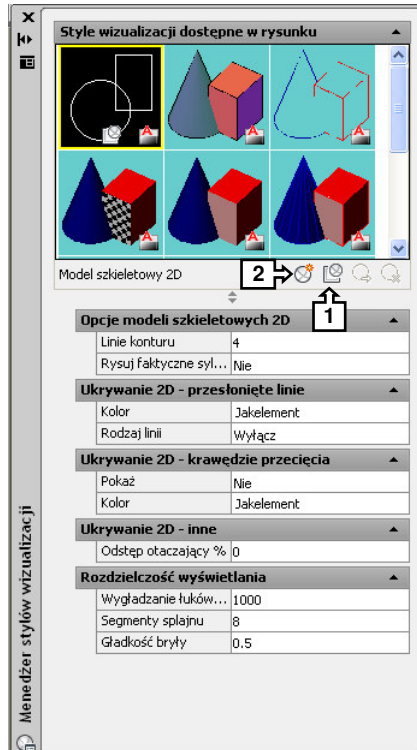 Style wizualizacji dostępne w rysunku
Model szkieletowy 2D
2
1
Opcje modeli szkieletowych 2D
Linie konturu 4
Rysuj faktyczne syl... Nie
Ukrywanie 2D - przesłonięte linie
Kolor Jakelement
Rodzaj linii Wyłącz
Ukrywanie 2D - krawędzie przecięcia
Pokaż Nie
Kolor Jakelement
Ukrywanie 2D - inne
Odstęp otaczający % 0
Rozdzielczość wyświetlania
Wygładzanie łuków... 1000
Segmenty splajnu 8
Gładkość bryły 0.5
Menedżer stylów wizualizacji